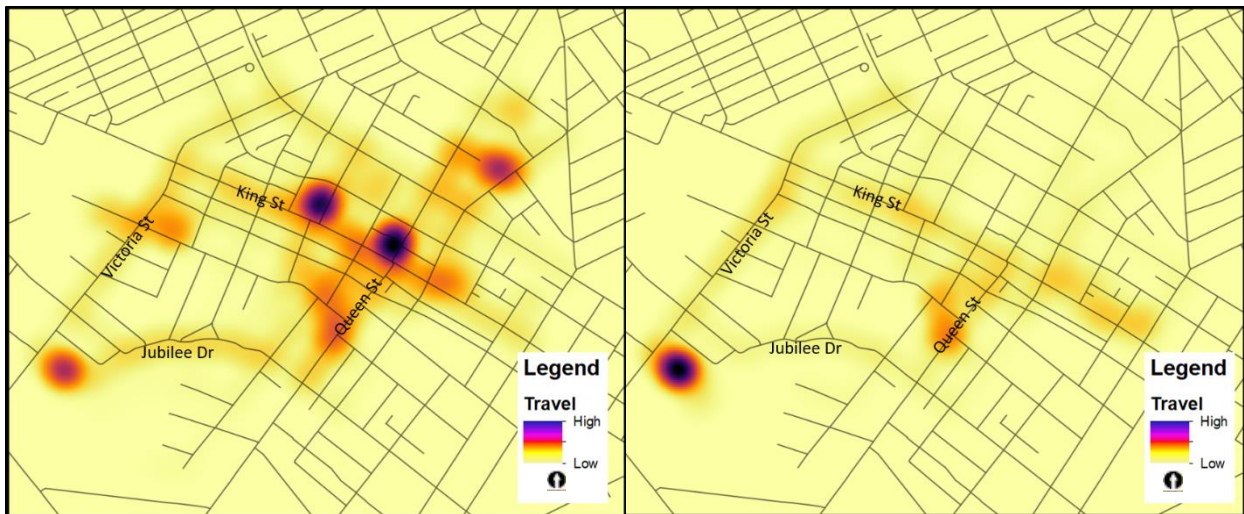 King St
Victoria St
Queen St
Jubilee Dr
Legend
Travel
High
Low
King St
Victoria St
Queen St
Jubilee Dr
Legend
Travel
High
Low